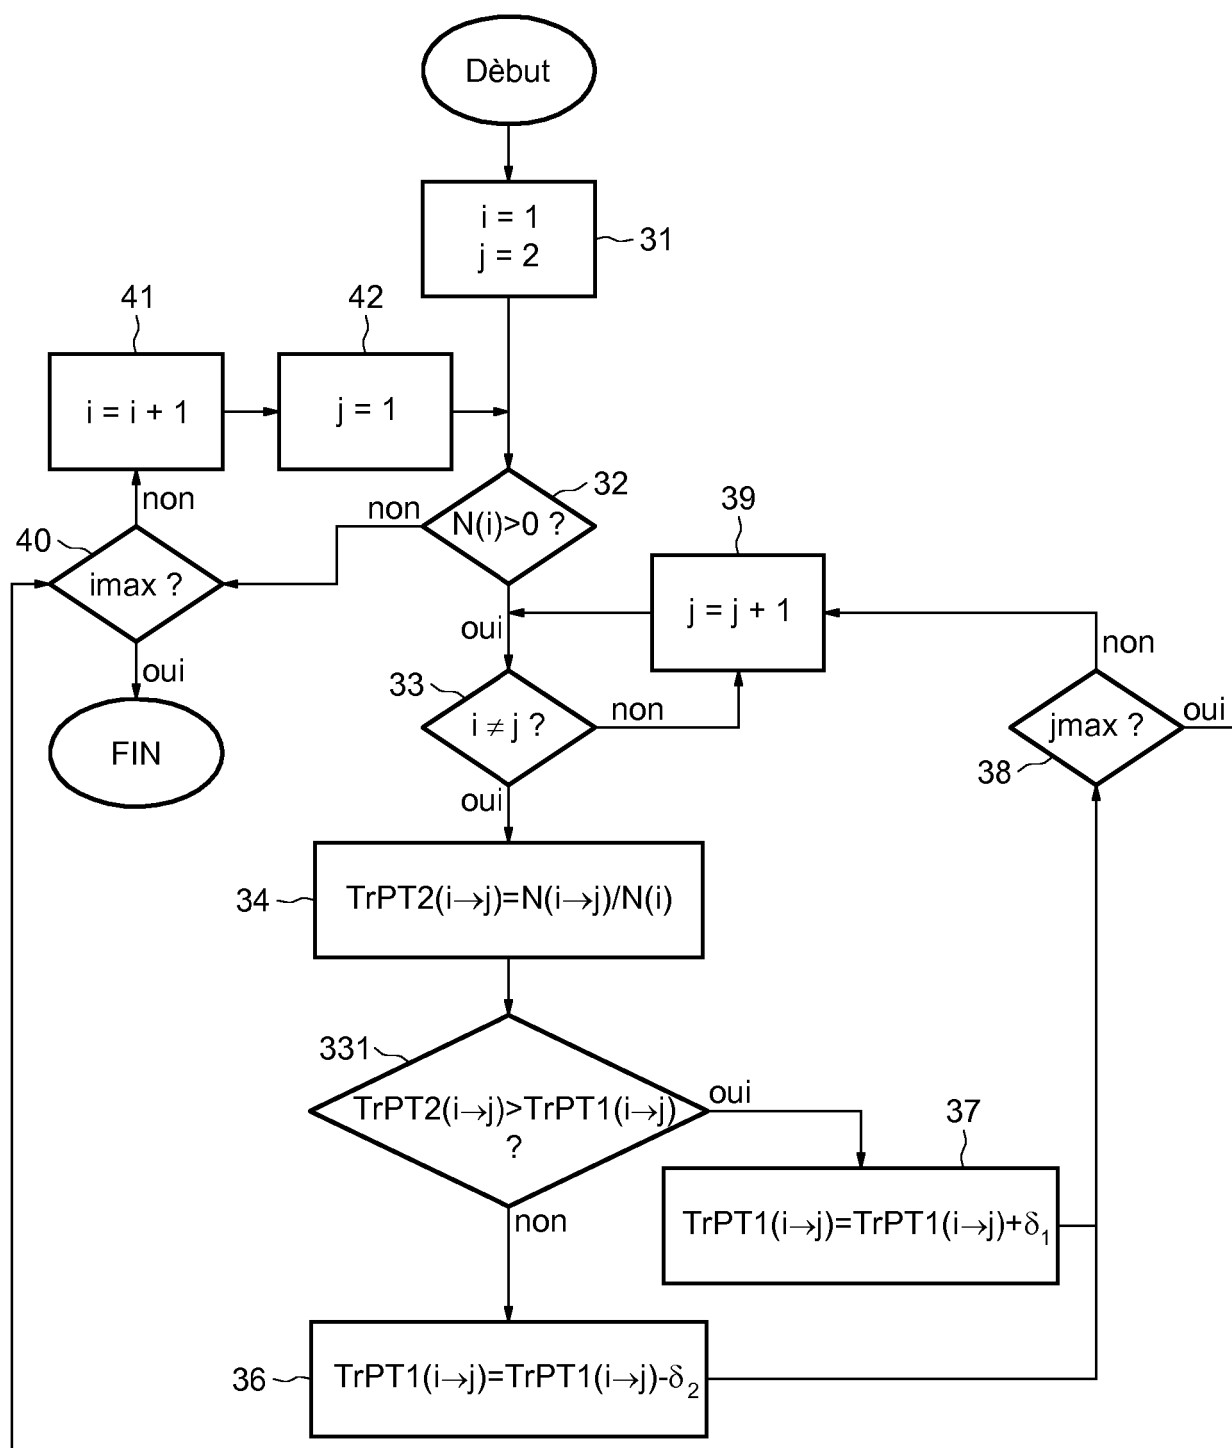 Dèbut
i = 1
j = 2
31
41
42
i = i + 1
j = 1
non
40
imax ?
oui
FIN
non
N(i)>0 ?
32
oui
39
j = j + 1
33
i ≠ j ?
non
oui
non
jmax ?
oui
38
34
TrPT2(i→j)=N(i→j)/N(i)
331
TrPT2(i→j)>TrPT1(i→j)
?
oui
non
37
TrPT1(i→j)=TrPT1(i→j)+δ₁
36
TrPT1(i→j)=TrPT1(i→j)-δ₂